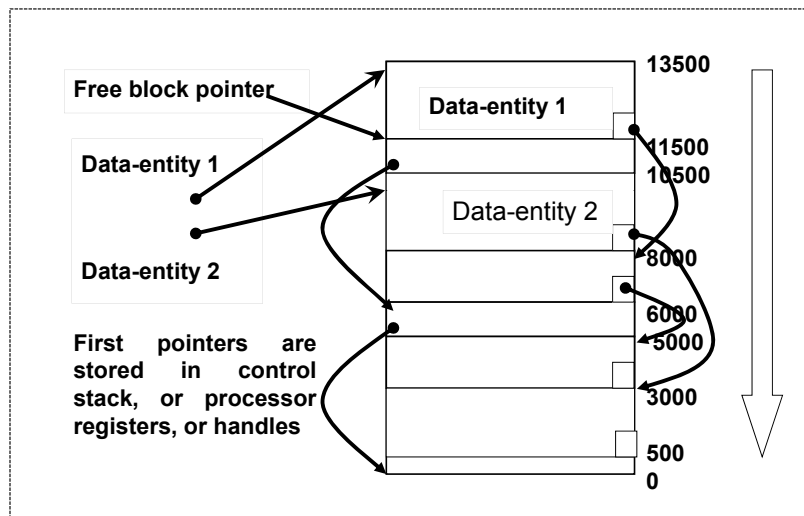 Free block pointer
Data-entity 1
Data-entity 2
First pointers are
stored in control
stack, or processor
registers, or handles
Data-entity 1
Data-entity 2
13500
11500
10500
8000
6000
5000
3000
500
0